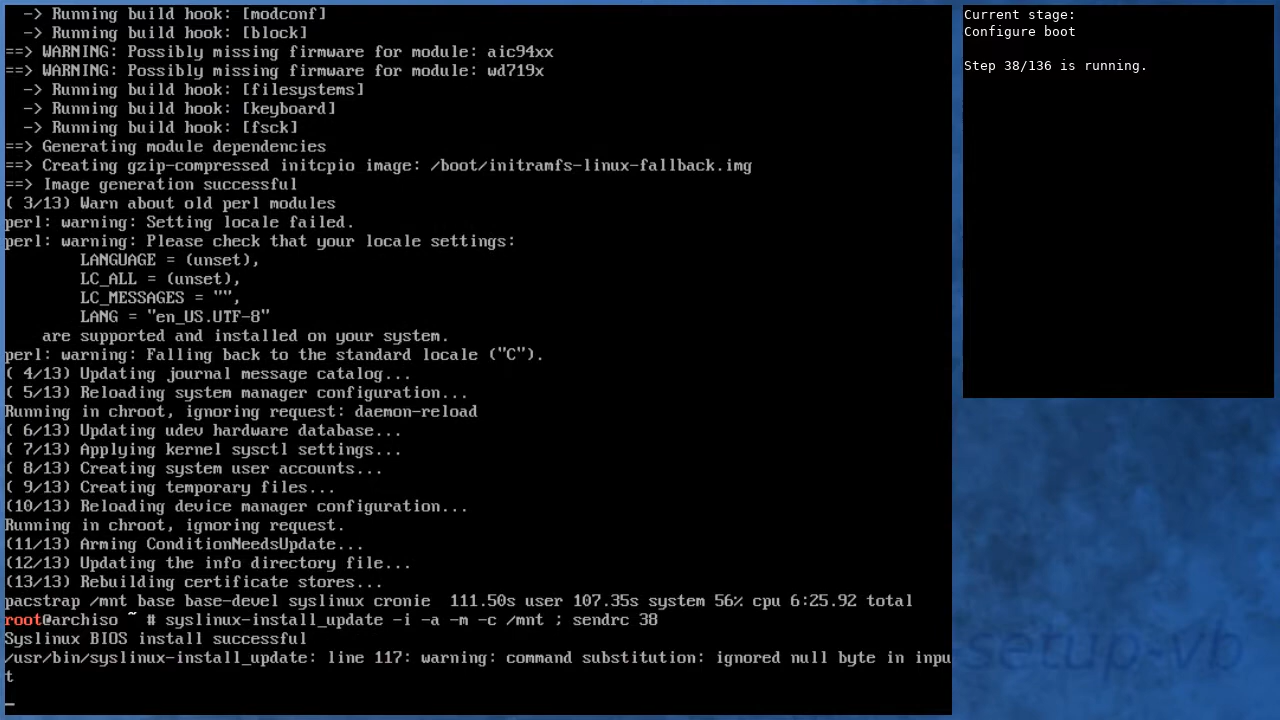 -> Running build hook: [modconf]
  -> Running build hook: [block]
==> WARNING: Possibly missing firmware for module: aic94xx
==> WARNING: Possibly missing firmware for module: wd719x
  -> Running build hook: [filesystems]
  -> Running build hook: [keyboard]
  -> Running build hook: [fsck]
==> Generating module dependencies
==> Creating gzip-compressed initcpio image: /boot/initramfs-linux-fallback.img
==> Image generation successful
( 3/13) Warn about old perl modules
perl: warning: Setting locale failed.
perl: warning: Please check that your locale settings:
        LANGUAGE = (unset),
        LC_ALL = (unset),
        LC_MESSAGES = "",
        LANG = "en_US.UTF-8"
    are supported and installed on your system.
perl: warning: Falling back to the standard locale ("C").
( 4/13) Updating journal message catalog...
( 5/13) Reloading system manager configuration...
Running in chroot, ignoring request: daemon-reload
( 6/13) Updating udev hardware database...
( 7/13) Applying kernel sysctl settings...
( 8/13) Creating system user accounts...
( 9/13) Creating temporary files...
(10/13) Reloading device manager configuration...
Running in chroot, ignoring request.
(11/13) Arming ConditionNeedsUpdate...
(12/13) Updating the info directory file...
(13/13) Rebuilding certificate stores...
pacstrap /mnt base base-devel syslinux cronie  111.50s user 107.35s system 56% cpu 6:25.92 total
root@archiso ~ # syslinux-install_update -i -a -m -c /mnt ; sendrc 38
Syslinux BIOS install successful
/usr/bin/syslinux-install_update: line 117: warning: command substitution: ignored null byte in inpu
t
_
Current stage:
Configure boot
Step 38/136 is running.
setup-vb